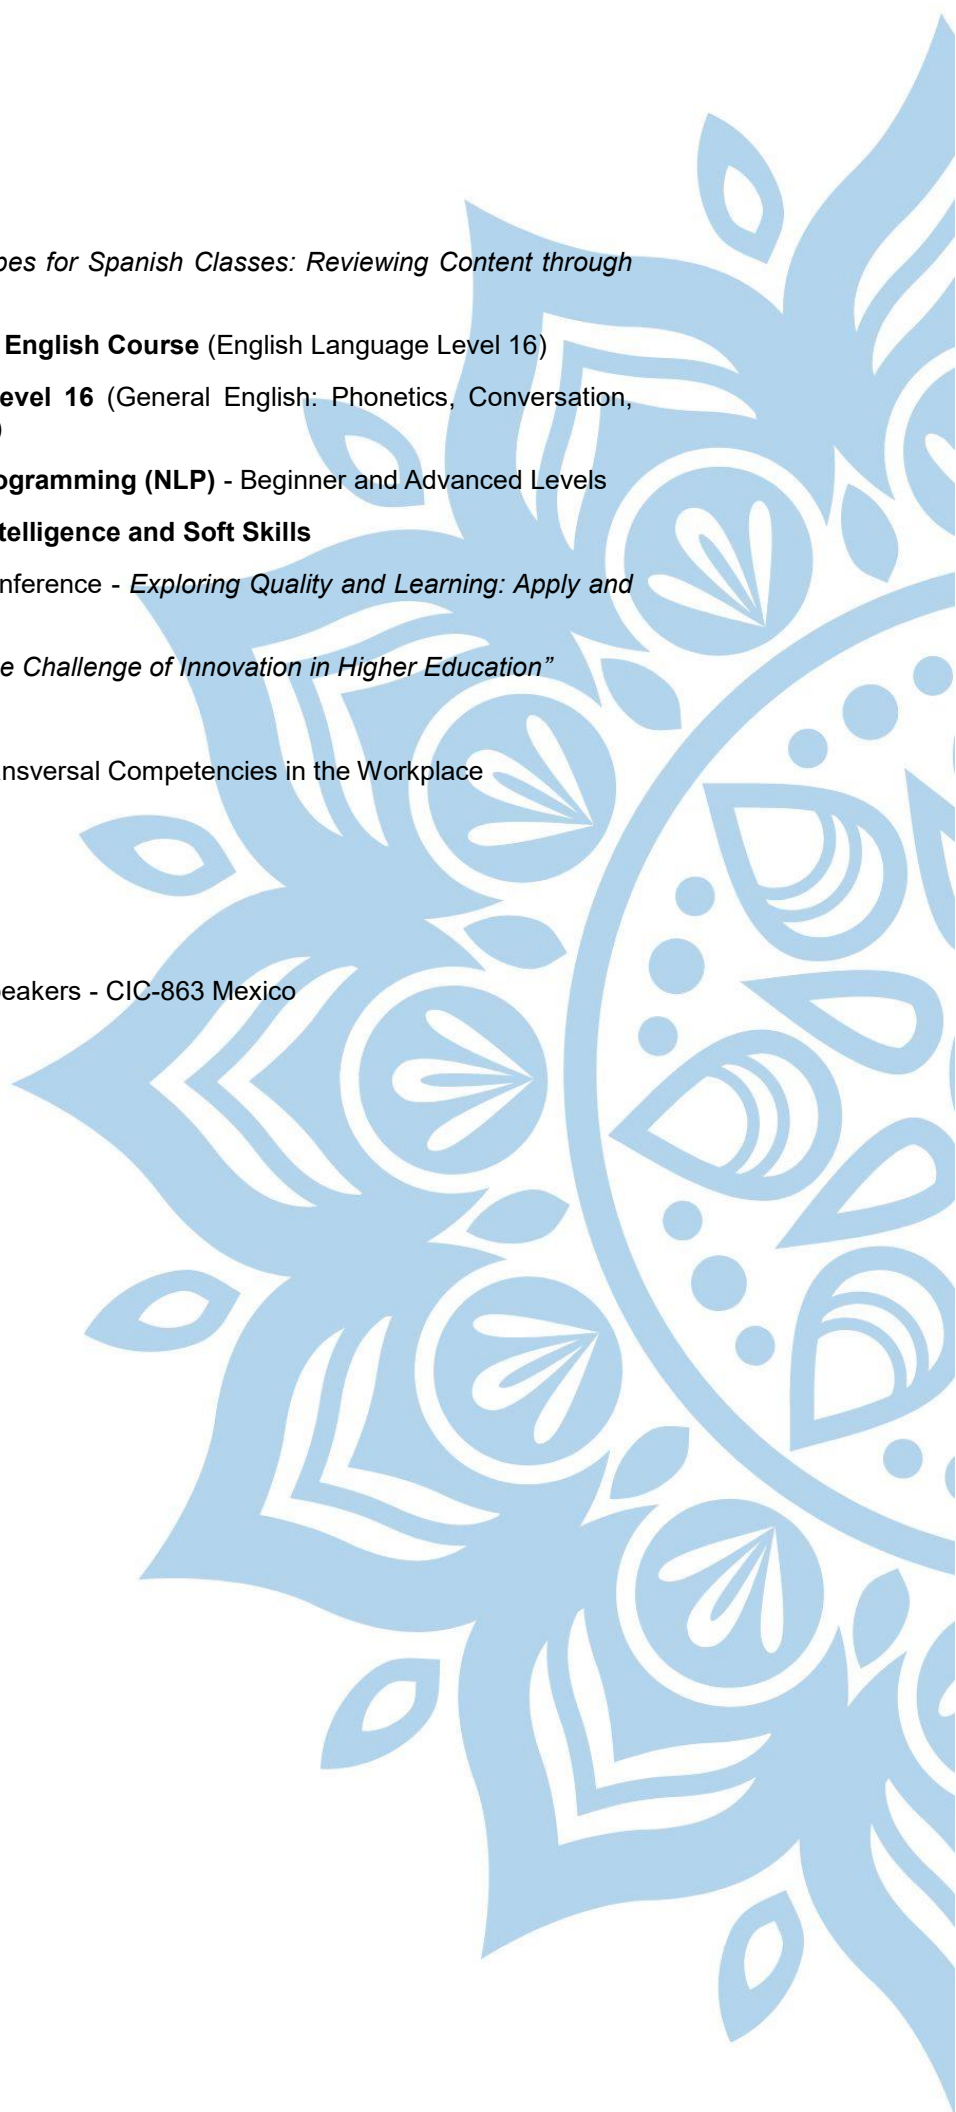 pes for Spanish Classes: Reviewing Content through
English Course (English Language Level 16)
evel 16 (General English: Phonetics, Conversation,
)
ogramming (NLP) - Beginner and Advanced Levels
telligence and Soft Skills
nference - Exploring Quality and Learning: Apply and
e Challenge of Innovation in Higher Education”
nsversal Competencies in the Workplace
eakers - CIC-863 Mexico